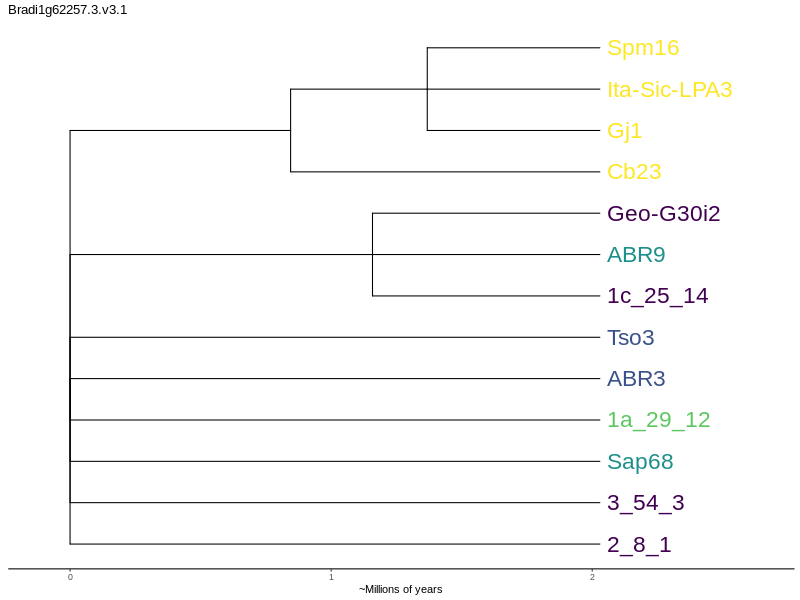 Bradi1g62257.3.v3.1
Spm16
Ita-Sic-LPA3
Gj1
Cb23
Geo-G30i2
ABR9
1c_25_14
Tso3
ABR3
1a_29_12
Sap68
3_54_3
2_8_1
0 1 2
~Millions of years